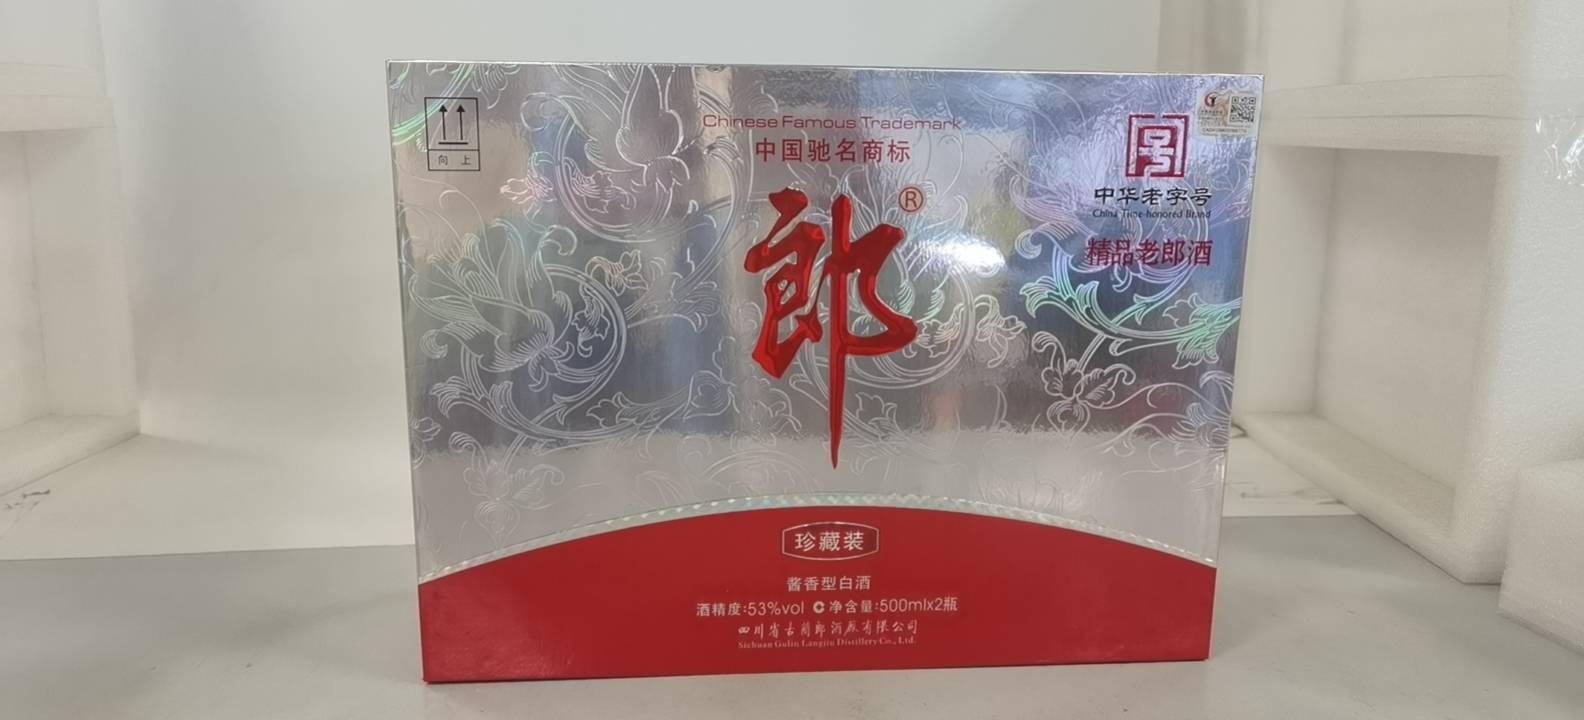 向上
Chinese Famous Trademark
中国驰名商标
郎®
中华老字号
China Time-honored Brand
精品老郎酒
珍藏装
酱香型白酒
酒精度:53%vol C净含量:500mlx2瓶
四川省古蔺郎酒厂有限公司
Sichuan Gulin Langjiu Distillery Co., Ltd.